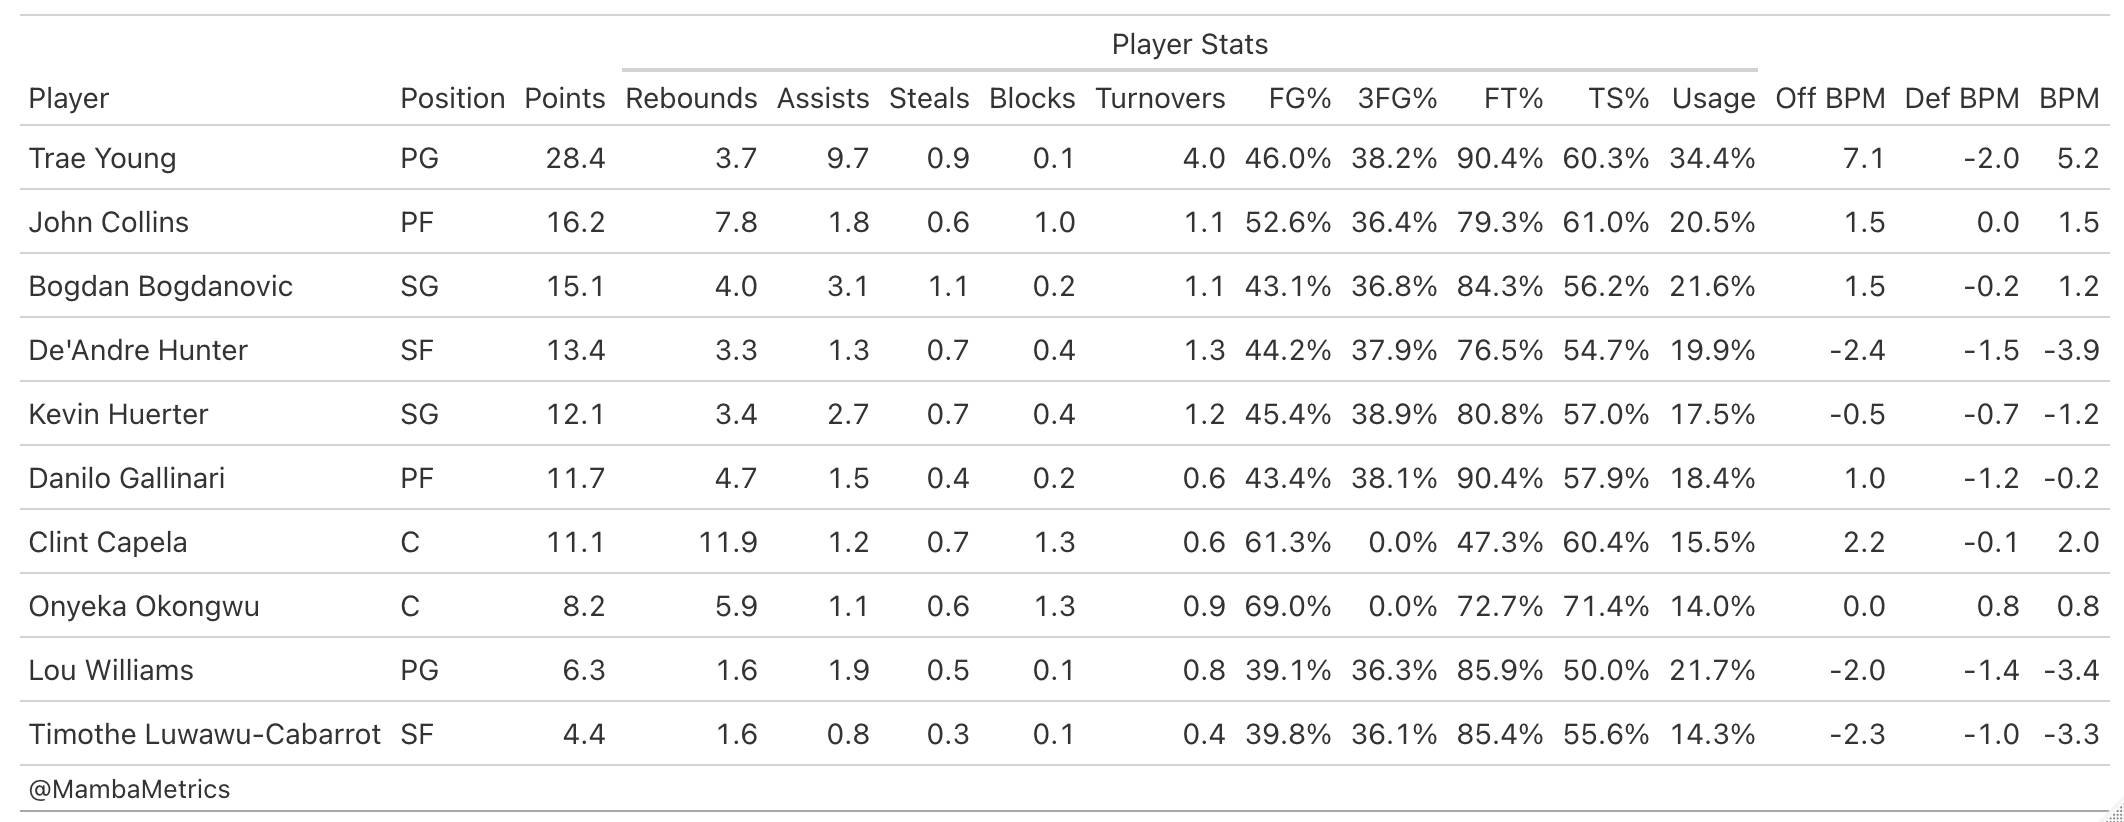 Player Stats
Player Position Points Rebounds Assists Steals Blocks Turnovers FG% 3FG% FT% TS% Usage Off BPM Def BPM BPM
Trae Young PG 28.4 3.7 9.7 0.9 0.1 4.0 46.0% 38.2% 90.4% 60.3% 34.4% 7.1 -2.0 5.2
John Collins PF 16.2 7.8 1.8 0.6 1.0 1.1 52.6% 36.4% 79.3% 61.0% 20.5% 1.5 0.0 1.5
Bogdan Bogdanovic SG 15.1 4.0 3.1 1.1 0.2 1.1 43.1% 36.8% 84.3% 56.2% 21.6% 1.5 -0.2 1.2
De'Andre Hunter SF 13.4 3.3 1.3 0.7 0.4 1.3 44.2% 37.9% 76.5% 54.7% 19.9% -2.4 -1.5 -3.9
Kevin Huerter SG 12.1 3.4 2.7 0.7 0.4 1.2 45.4% 38.9% 80.8% 57.0% 17.5% -0.5 -0.7 -1.2
Danilo Gallinari PF 11.7 4.7 1.5 0.4 0.2 0.6 43.4% 38.1% 90.4% 57.9% 18.4% 1.0 -1.2 -0.2
Clint Capela C 11.1 11.9 1.2 0.7 1.3 0.6 61.3% 0.0% 47.3% 60.4% 15.5% 2.2 -0.1 2.0
Onyeka Okongwu C 8.2 5.9 1.1 0.6 1.3 0.9 69.0% 0.0% 72.7% 71.4% 14.0% 0.0 0.8 0.8
Lou Williams PG 6.3 1.6 1.9 0.5 0.1 0.8 39.1% 36.3% 85.9% 50.0% 21.7% -2.0 -1.4 -3.4
Timothe Luwawu-Cabarrot SF 4.4 1.6 0.8 0.3 0.1 0.4 39.8% 36.1% 85.4% 55.6% 14.3% -2.3 -1.0 -3.3
@MambaMetrics